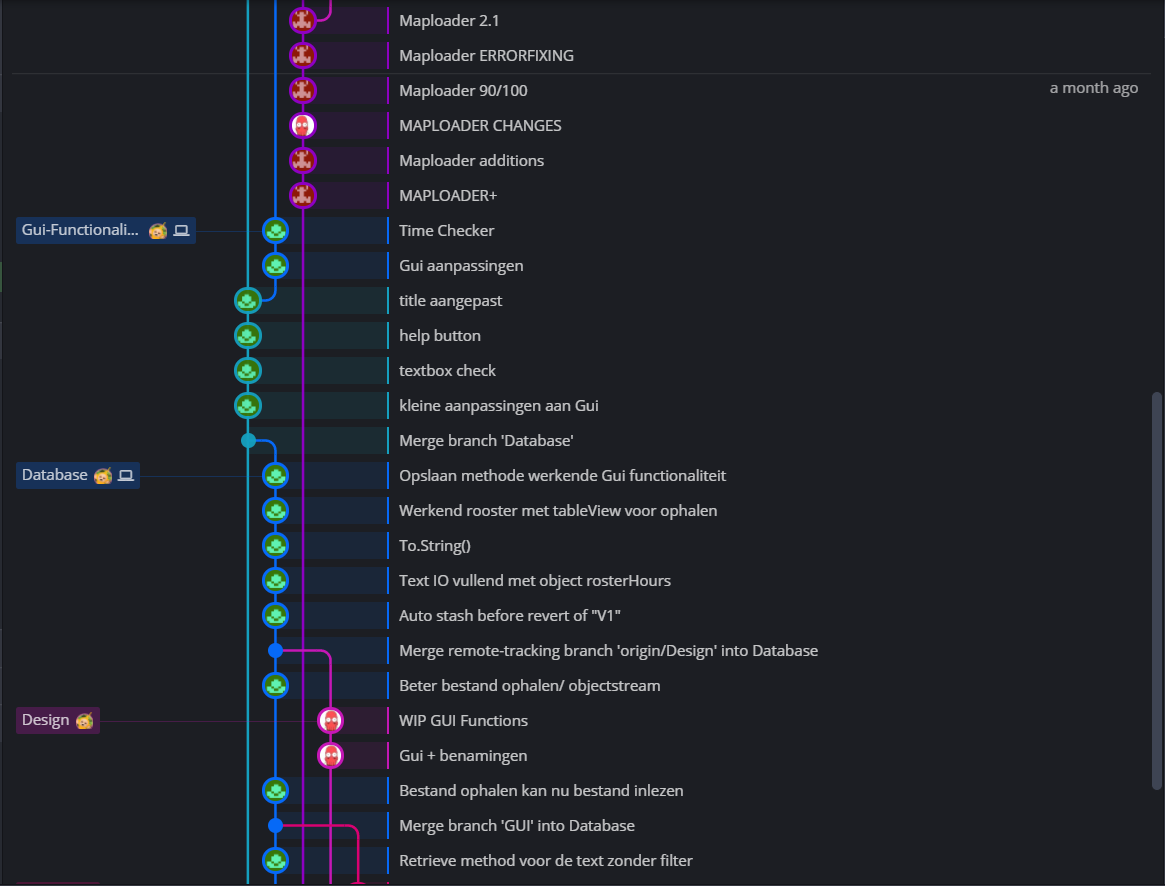 Maploader 2.1
Maploader ERRORFIXING
Maploader 90/100
a month ago
MAPLOADER CHANGES
Maploader additions
MAPLOADER+
Gui-Functionali...
Time Checker
Gui aanpassingen
title aangepast
help button
textbox check
kleine aanpassingen aan Gui
Merge branch 'Database'
Database
Opslaan methode werkende Gui functionaliteit
Werkend rooster met tableView voor ophalen
To.String()
Text IO vullend met object rosterHours
Auto stash before revert of "V1"
Merge remote-tracking branch 'origin/Design' into Database
Beter bestand ophalen/ objectstream
Design
WIP GUI Functions
Gui + benamingen
Bestand ophalen kan nu bestand inlezen
Merge branch 'GUI' into Database
Retrieve method voor de text zonder filter